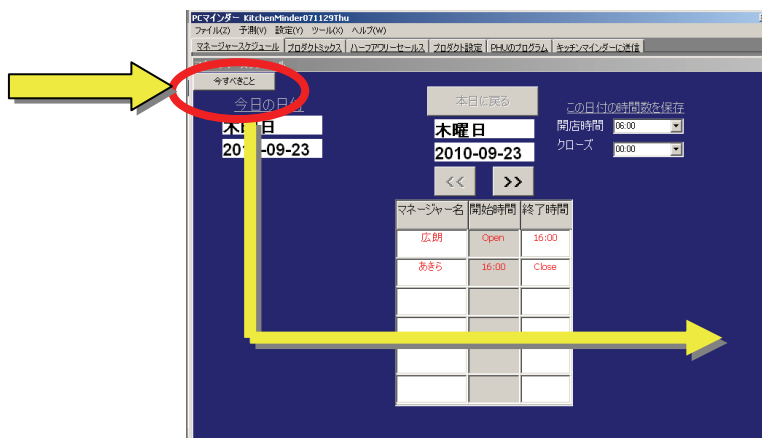 PCマインダー KitchenMinder071129Thu
ファイル(Z) 予測(V) 設定(Y) ツール(X) ヘルプ(W)
マネージャースケジュール プロダクトミックス ハーフアワリーセールス プロダクト設定 PHUのプログラム キッチンマインダーに送信
今すべきこと
今日の日付 本日に戻る この日付の時間数を保存
木曜日 木曜日 開店時間 06:00
2010-09-23 2010-09-23 クローズ 00:00
<< >>
マネージャー名 開始時間 終了時間
広朗 Open 16:00
あきら 16:00 Close